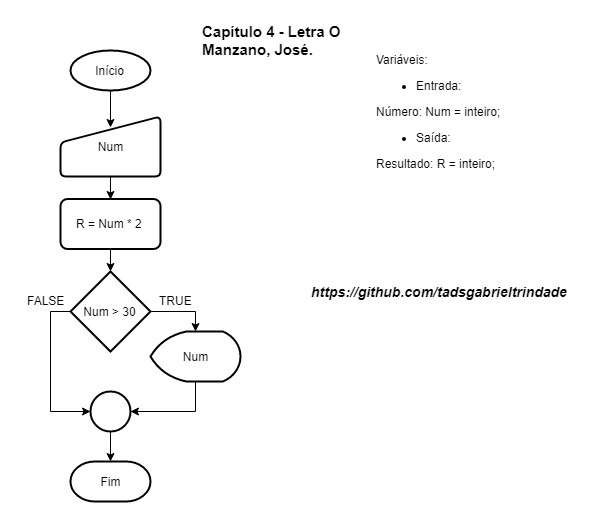 Capítulo 4 - Letra O
Manzano, José.
Variáveis:
• Entrada:
Número: Num = inteiro;
• Saída:
Resultado: R = inteiro;
https://github.com/tadsgabrieltrindade
Início
Num
R = Num * 2
FALSE
TRUE
Num > 30
Num
Fim